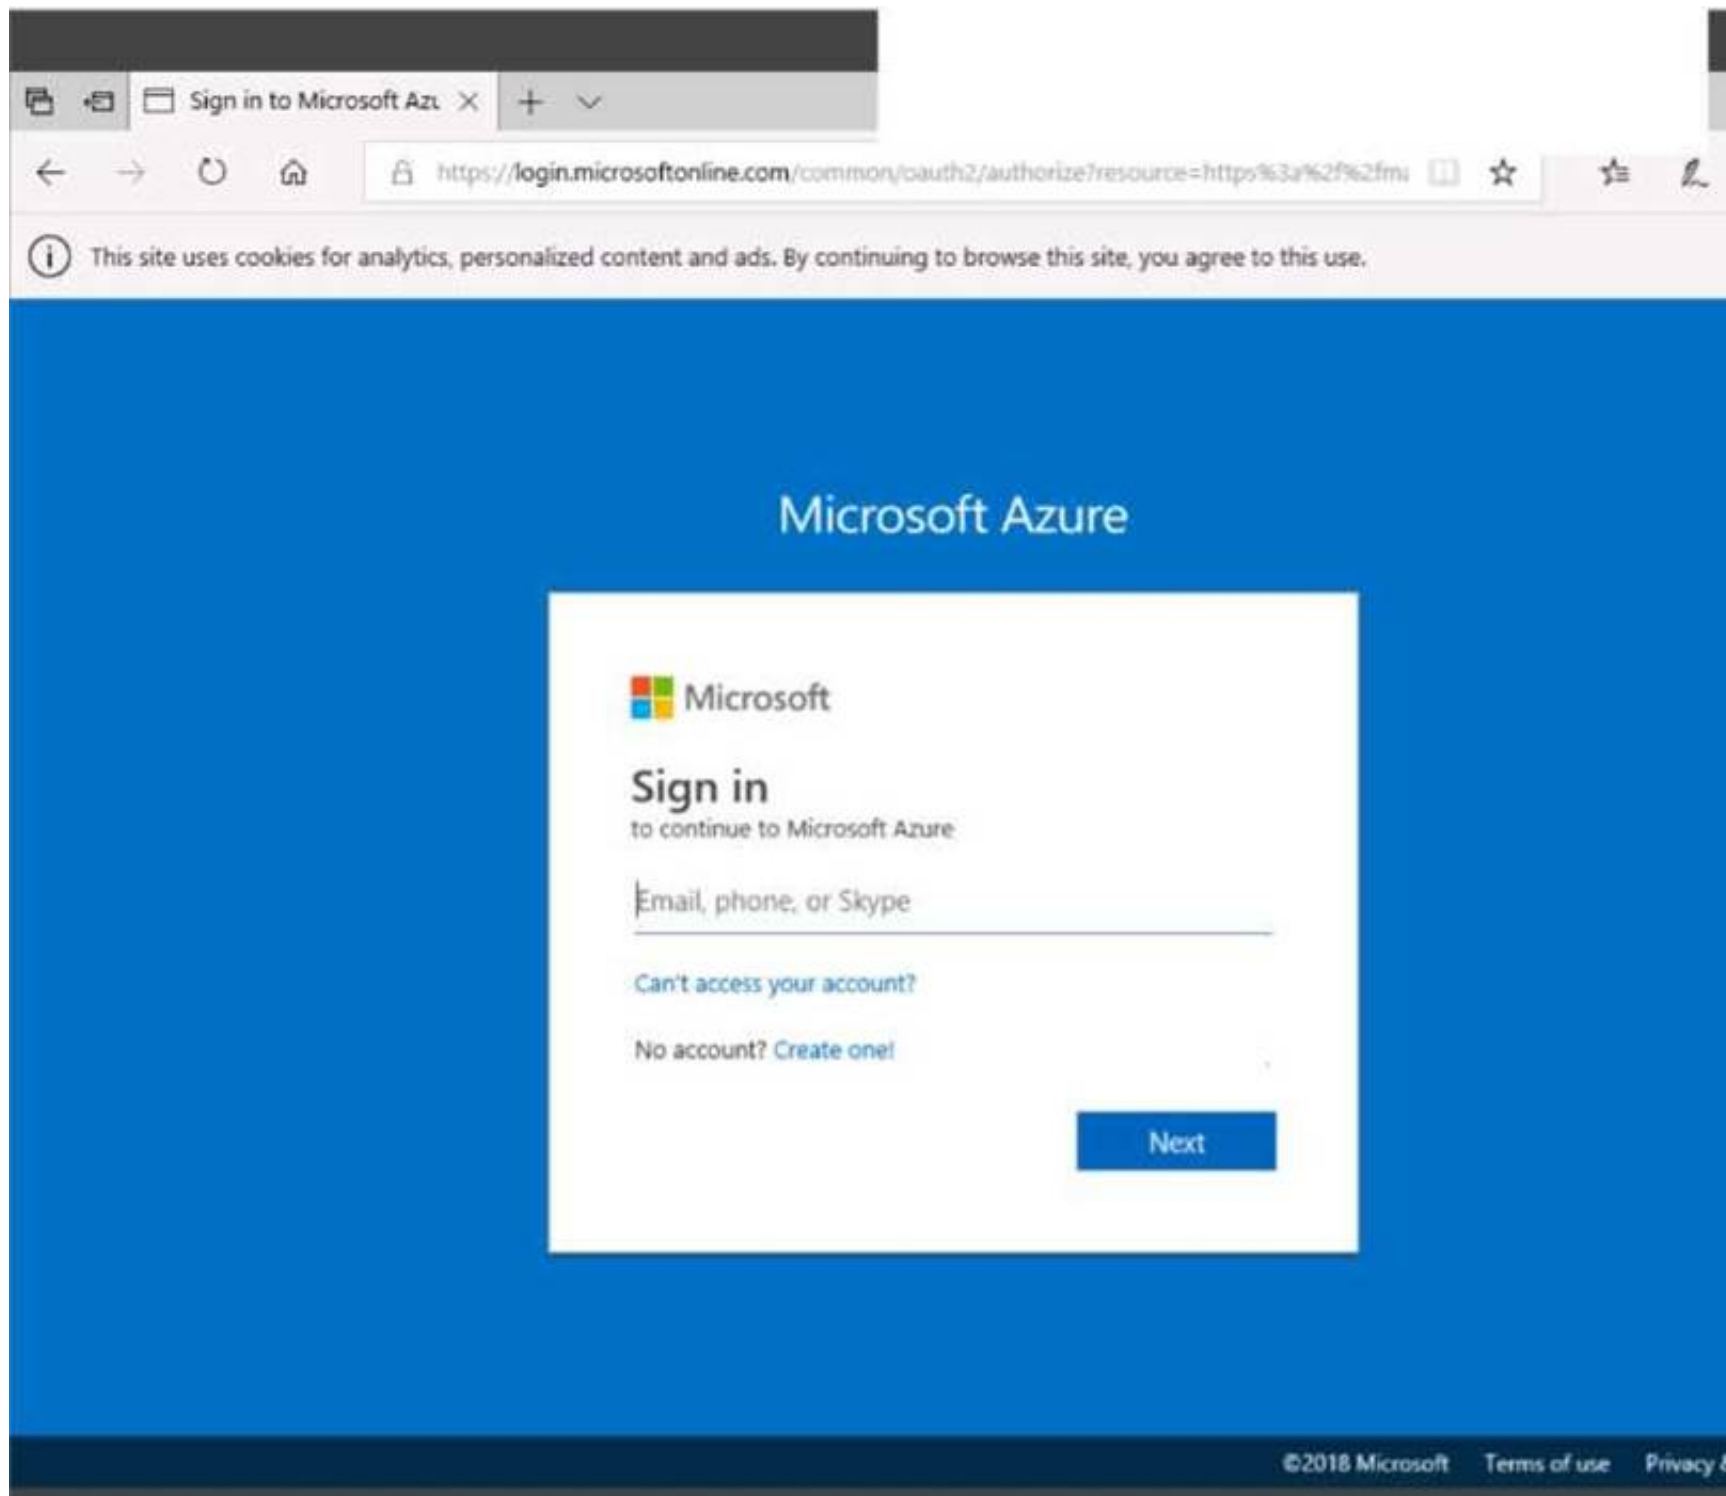 Sign in to Microsoft Azu
https://login.microsoftonline.com/common/oauth2/authorize?resource=https%3a%2f%2fma
This site uses cookies for analytics, personalized content and ads. By continuing to browse this site, you agree to this use.
Microsoft Azure
Microsoft
Sign in
to continue to Microsoft Azure
Email, phone, or Skype
Can't access your account?
No account? Create one!
Next
©2018 Microsoft Terms of use Privacy &